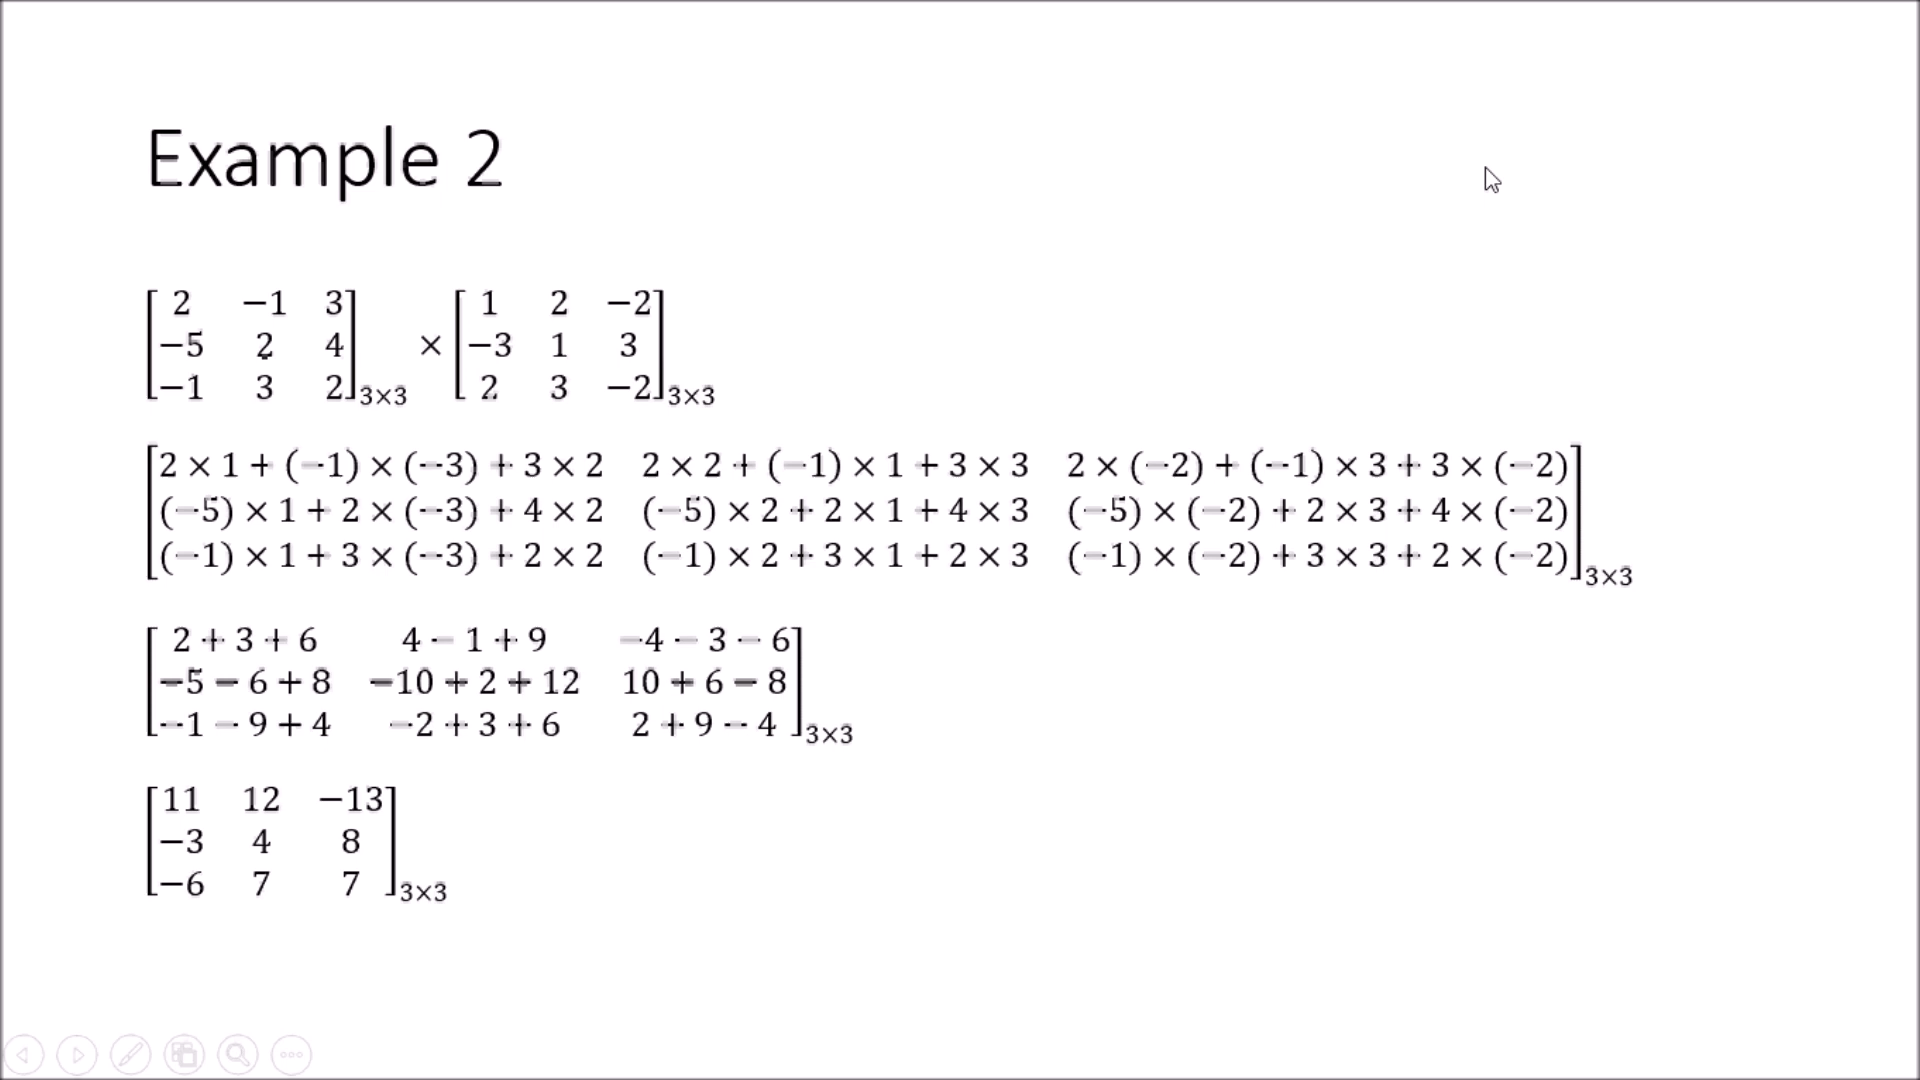 Example 2
[2 −1 3
−5 2 4
−1 3 2]3×3 × [1 2 −2
−3 1 3
2 3 −2]3×3
[2 × 1 + (−1) × (−3) + 3 × 2 2 × 2 + (−1) × 1 + 3 × 3 2 × (−2) + (−1) × 3 + 3 × (−2)
(−5) × 1 + 2 × (−3) + 4 × 2 (−5) × 2 + 2 × 1 + 4 × 3 (−5) × (−2) + 2 × 3 + 4 × (−2)
(−1) × 1 + 3 × (−3) + 2 × 2 (−1) × 2 + 3 × 1 + 2 × 3 (−1) × (−2) + 3 × 3 + 2 × (−2)]3×3
[2 + 3 + 6 4 − 1 + 9 −4 − 3 − 6
−5 − 6 + 8 −10 + 2 + 12 10 + 6 − 8
−1 − 9 + 4 −2 + 3 + 6 2 + 9 − 4]3×3
[11 12 −13
−3 4 8
−6 7 7]3×3